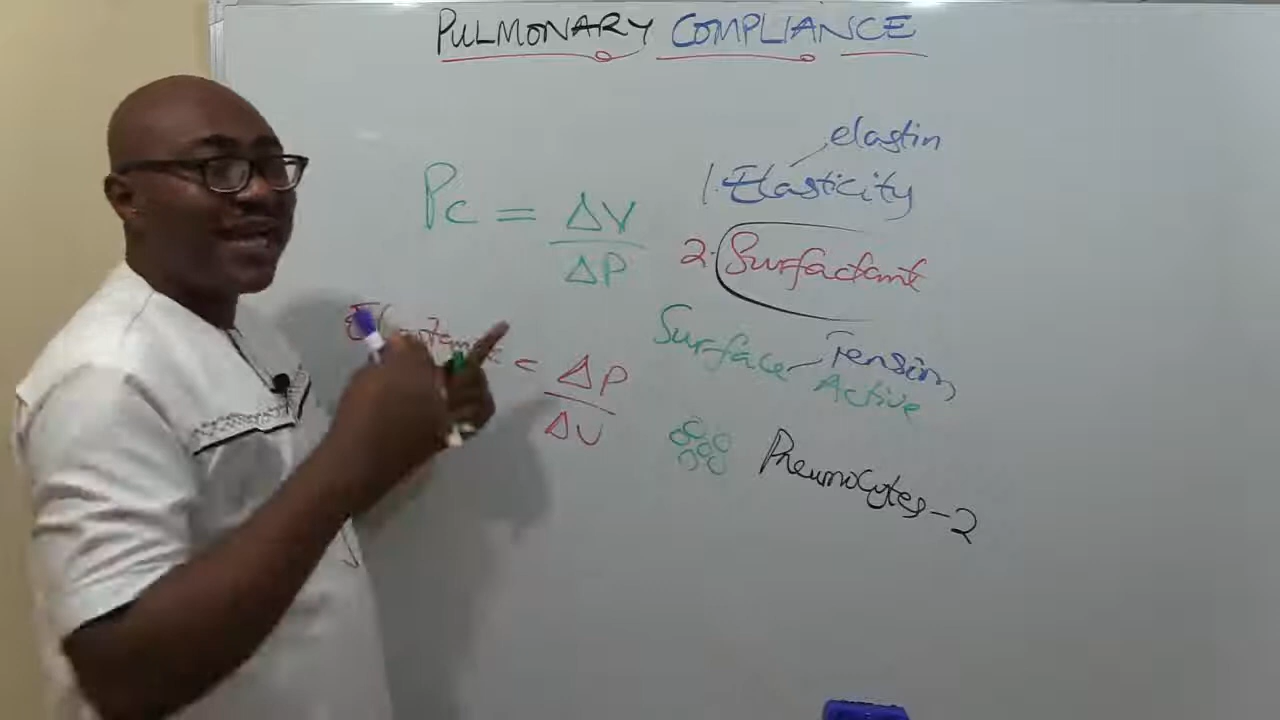 PULMONARY COMPLIANCE
elastin
1. Elasticity
Pc = ΔV
ΔP
2. Surfactant
Surface Tension
Active
= ΔP
ΔV
Pneumocytes-2